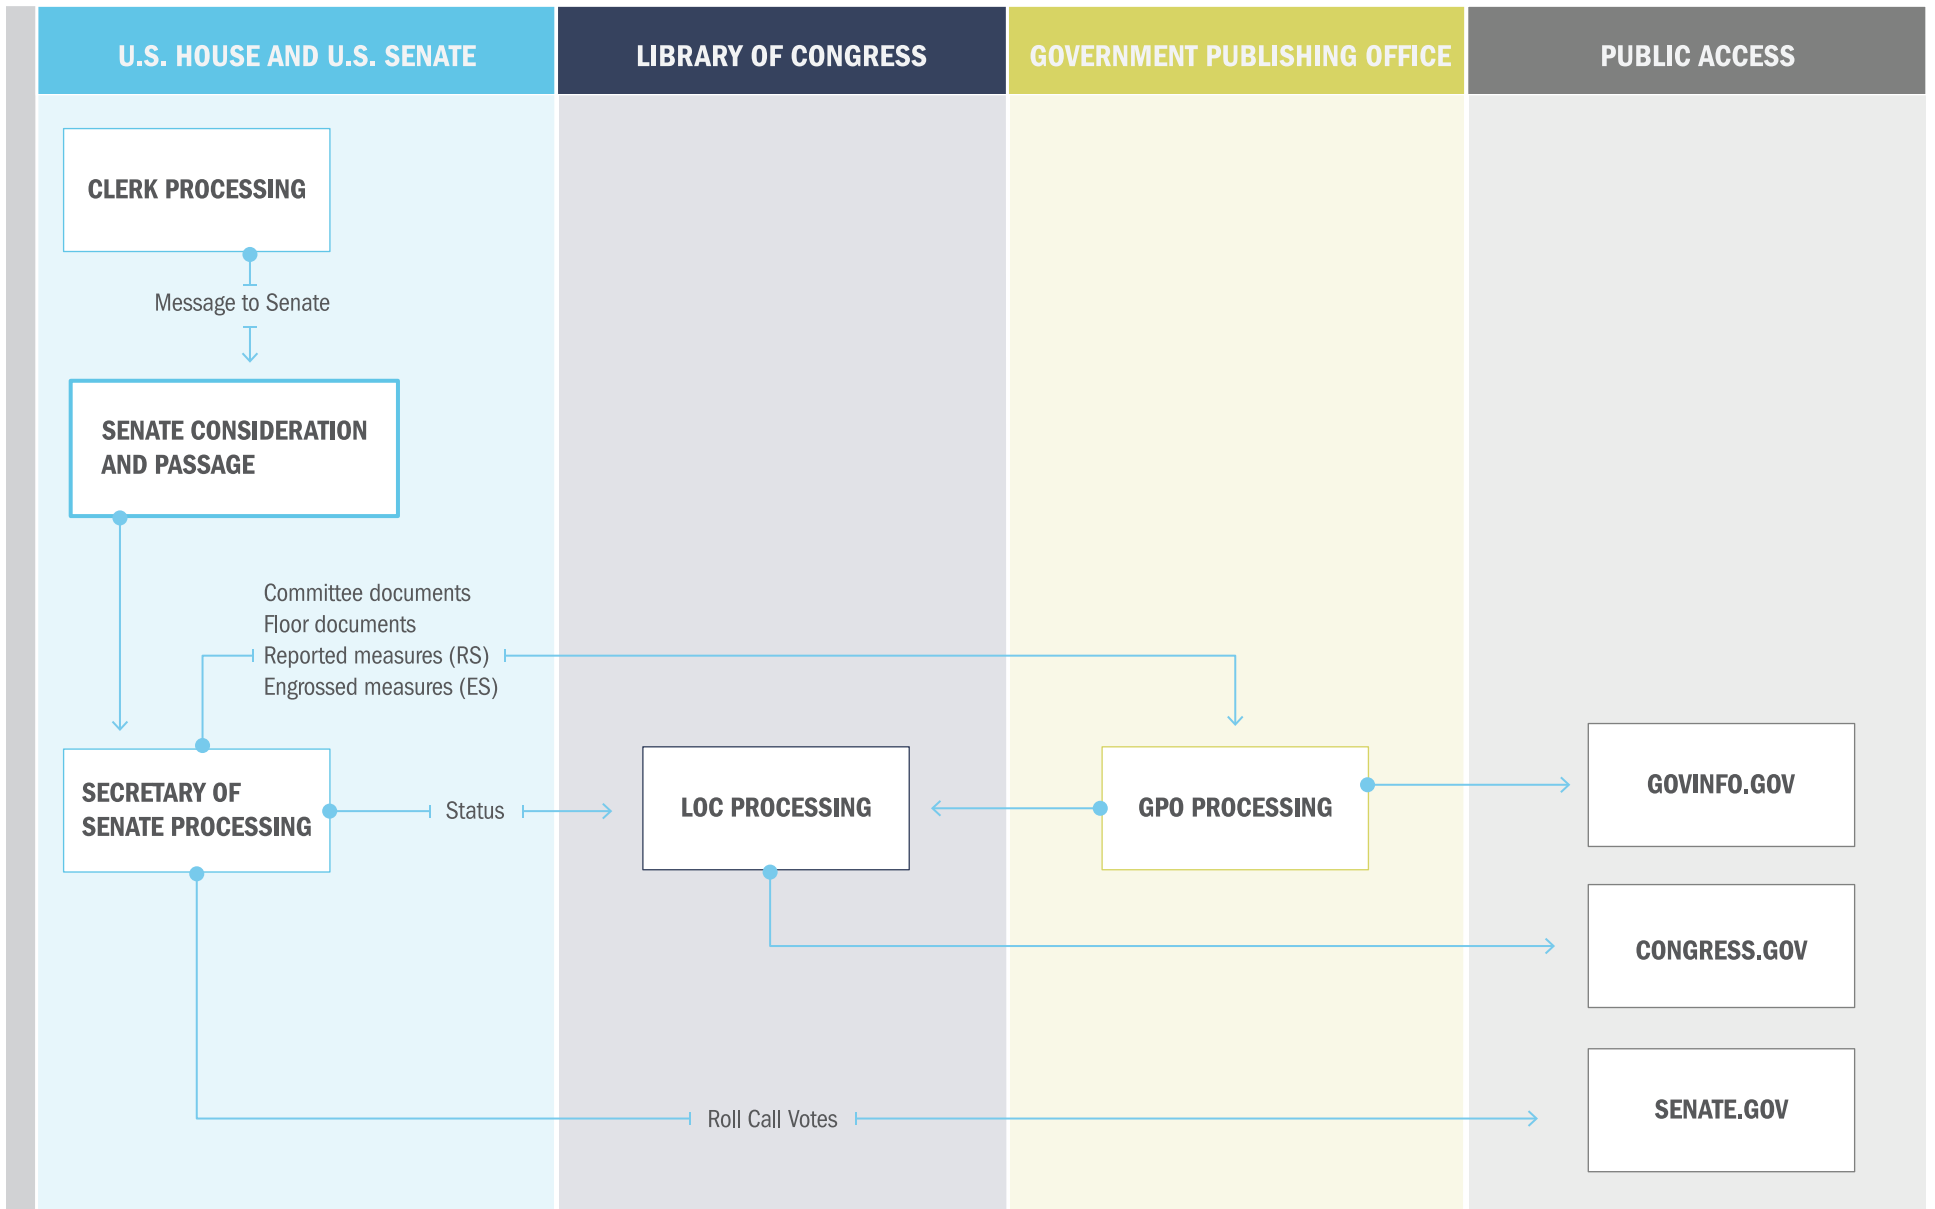 U.S. HOUSE AND U.S. SENATE
LIBRARY OF CONGRESS
GOVERNMENT PUBLISHING OFFICE
PUBLIC ACCESS
CLERK PROCESSING
Message to Senate
SENATE CONSIDERATION
AND PASSAGE
Committee documents
Floor documents
Reported measures (RS)
Engrossed measures (ES)
SECRETARY OF
SENATE PROCESSING
Status
LOC PROCESSING
GPO PROCESSING
GOVINFO.GOV
CONGRESS.GOV
Roll Call Votes
SENATE.GOV